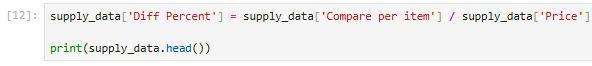 [12]: supply_data['Diff Percent'] = supply_data['Compare per item'] / supply_data['Price']
print(supply_data.head())